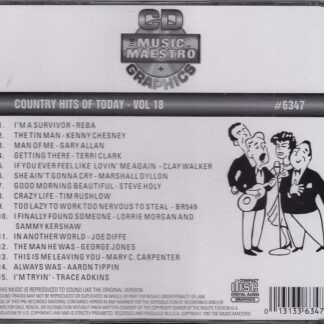 CD
THE
MUSIC
MAESTRO
+
GRAPHICS
COUNTRY HITS OF TODAY - VOL 18 #6347
1. I'M A SURVIVOR - REBA
2. THE TIN MAN - KENNY CHESNEY
3. MAN OF ME - GARY ALLAN
4. GETTING THERE - TERRI CLARK
5. IF YOU EVER FEEL LIKE LOVIN' ME AGAIN - CLAY WALKER
6. SHE AIN'T GONNA CRY - MARSHALL DYLLON
7. GOOD MORNING BEAUTIFUL - STEVE HOLY
8. CRAZY LIFE - TIM RUSHLOW
9. TOO LAZY TO WORK TOO NERVOUS TO STEAL - BR549
10. I FINALLY FOUND SOMEONE - LORRIE MORGAN AND
SAMMY KERSHAW
11. IN ANOTHER WORLD - JOE DIFFE
12. THE MAN HE WAS - GEORGE JONES
13. THIS IS ME LEAVING YOU - MARY C. CARPENTER
14. ALWAYS WAS - AARON TIPPIN
15. I'M TRYIN' - TRACE ADKINS
THIS MUSIC IS REPRODUCED TO SOUND LIKE THE ORIGINAL VERSION
COMPACT
disc
DIGITAL AUDIO
GRAPHICS
13133 6347